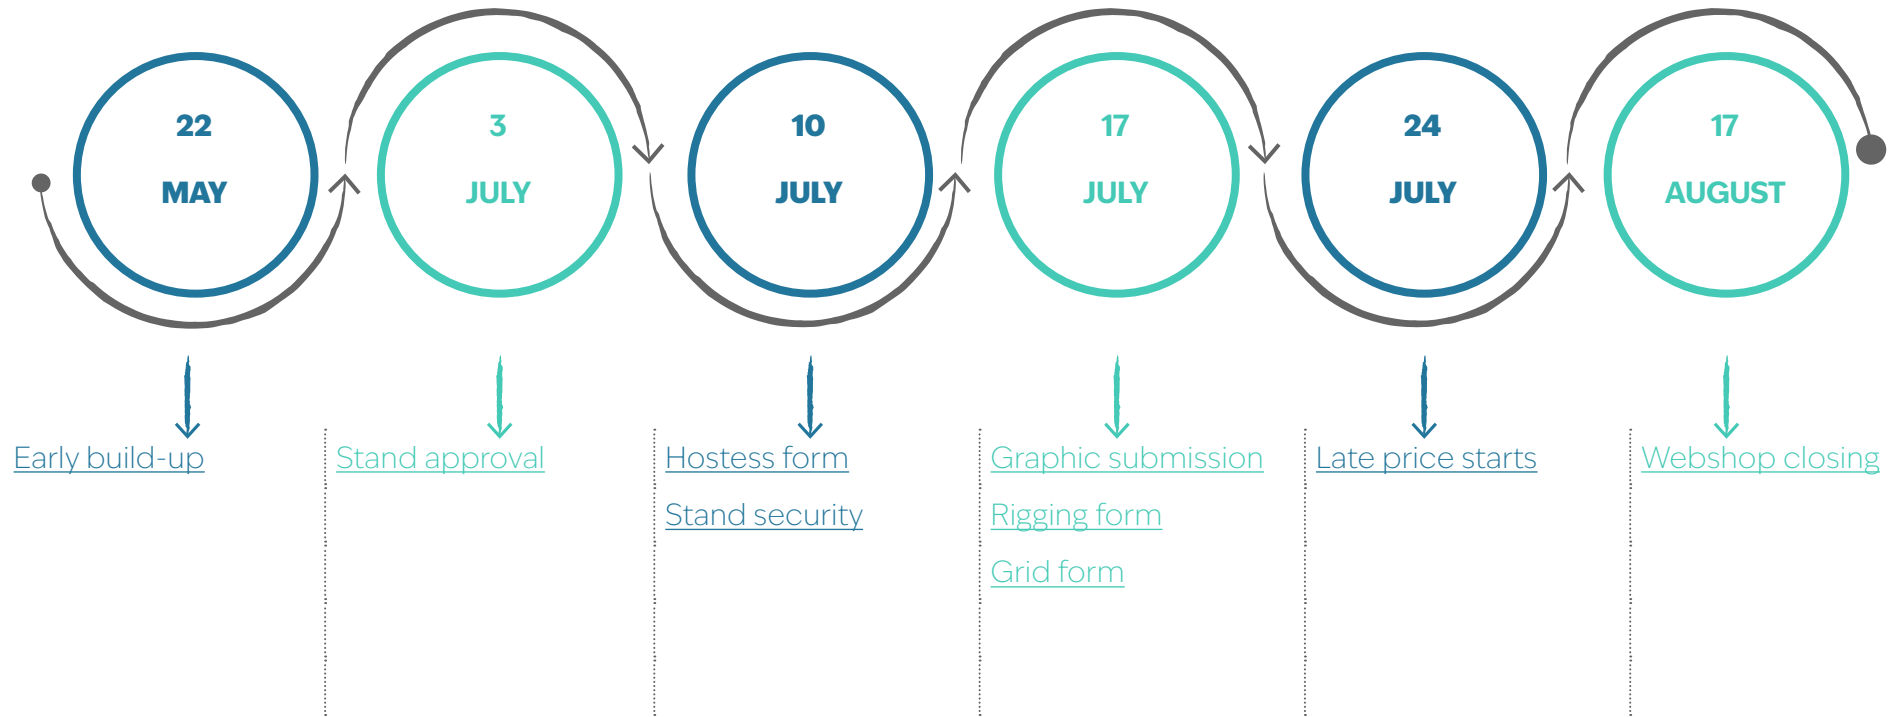 22
MAY
3
JULY
10
JULY
17
JULY
24
JULY
17
AUGUST
Early build-up
Stand approval
Hostess form
Stand security
Graphic submission
Rigging form
Grid form
Late price starts
Webshop closing